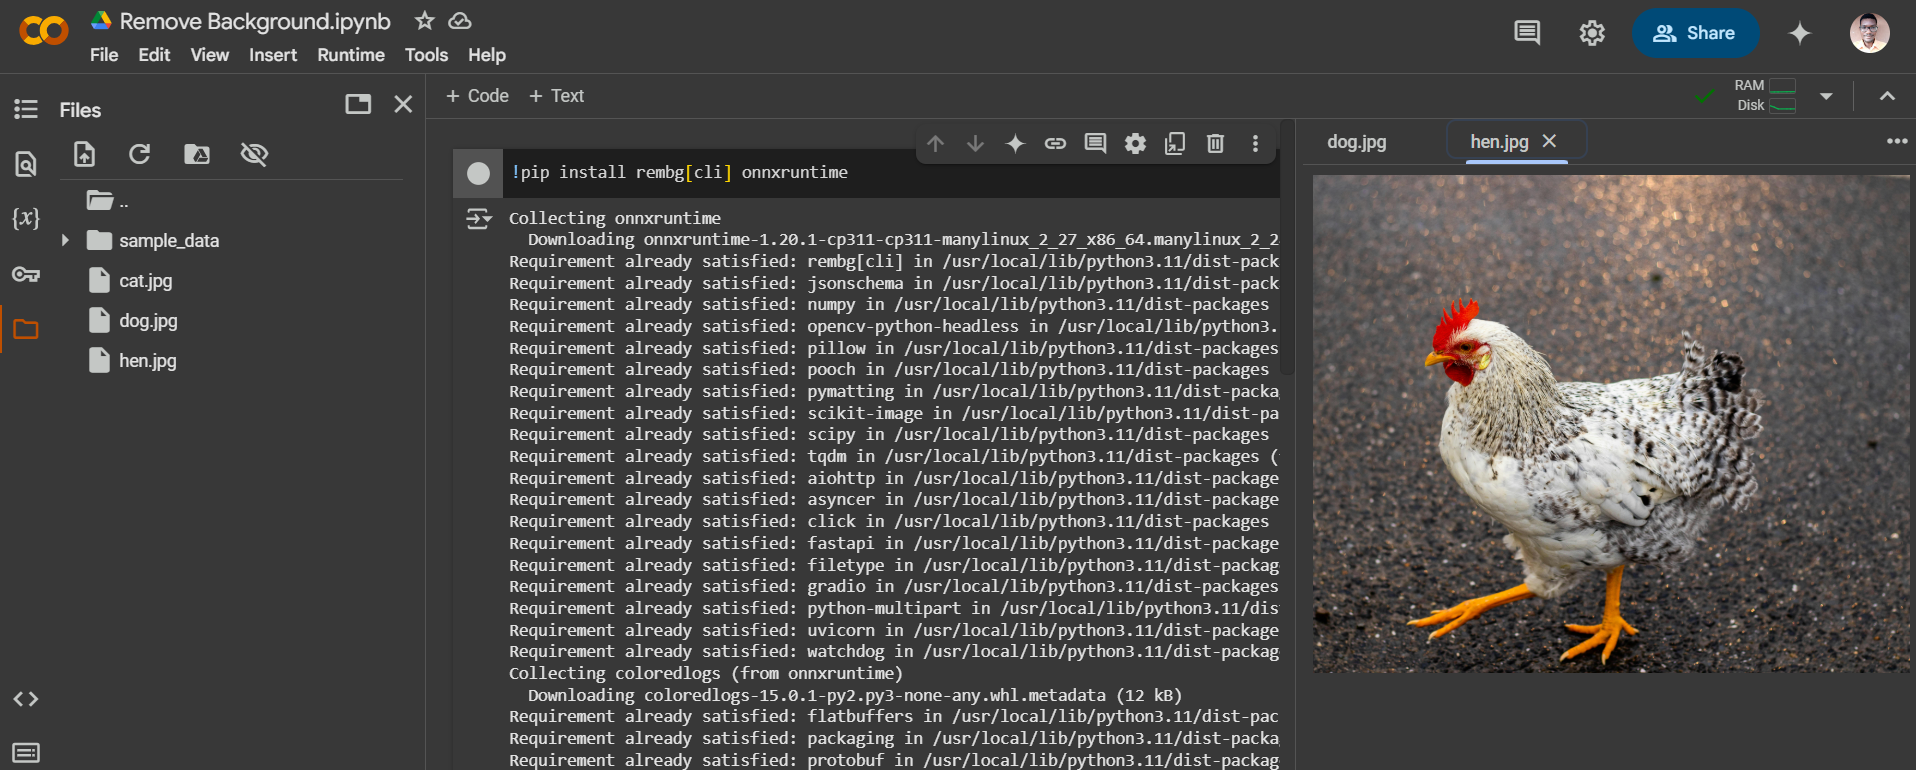 Remove Background.ipynb
File Edit View Insert Runtime Tools Help
Share
Files
+ Code + Text
RAM
Disk
..
sample_data
cat.jpg
dog.jpg
hen.jpg
{x}
!pip install rembg[cli] onnxruntime
Collecting onnxruntime
Downloading onnxruntime-1.20.1-cp311-cp311-manylinux_2_27_x86_64.manylinux_2_2
Requirement already satisfied: rembg[cli] in /usr/local/lib/python3.11/dist-pack
Requirement already satisfied: jsonschema in /usr/local/lib/python3.11/dist-pack
Requirement already satisfied: numpy in /usr/local/lib/python3.11/dist-packages
Requirement already satisfied: opencv-python-headless in /usr/local/lib/python3.
Requirement already satisfied: pillow in /usr/local/lib/python3.11/dist-packages
Requirement already satisfied: pooch in /usr/local/lib/python3.11/dist-packages
Requirement already satisfied: pymatting in /usr/local/lib/python3.11/dist-packa
Requirement already satisfied: scikit-image in /usr/local/lib/python3.11/dist-pa
Requirement already satisfied: scipy in /usr/local/lib/python3.11/dist-packages
Requirement already satisfied: tqdm in /usr/local/lib/python3.11/dist-packages (
Requirement already satisfied: aiohttp in /usr/local/lib/python3.11/dist-package
Requirement already satisfied: asyncer in /usr/local/lib/python3.11/dist-package
Requirement already satisfied: click in /usr/local/lib/python3.11/dist-packages
Requirement already satisfied: fastapi in /usr/local/lib/python3.11/dist-package
Requirement already satisfied: filetype in /usr/local/lib/python3.11/dist-packag
Requirement already satisfied: gradio in /usr/local/lib/python3.11/dist-packages
Requirement already satisfied: python-multipart in /usr/local/lib/python3.11/dis
Requirement already satisfied: uvicorn in /usr/local/lib/python3.11/dist-package
Requirement already satisfied: watchdog in /usr/local/lib/python3.11/dist-packag
Collecting coloredlogs (from onnxruntime)
Downloading coloredlogs-15.0.1-py2.py3-none-any.whl.metadata (12 kB)
Requirement already satisfied: flatbuffers in /usr/local/lib/python3.11/dist-pac
Requirement already satisfied: packaging in /usr/local/lib/python3.11/dist-packa
Requirement already satisfied: protobuf in /usr/local/lib/python3.11/dist-packag
dog.jpg hen.jpg